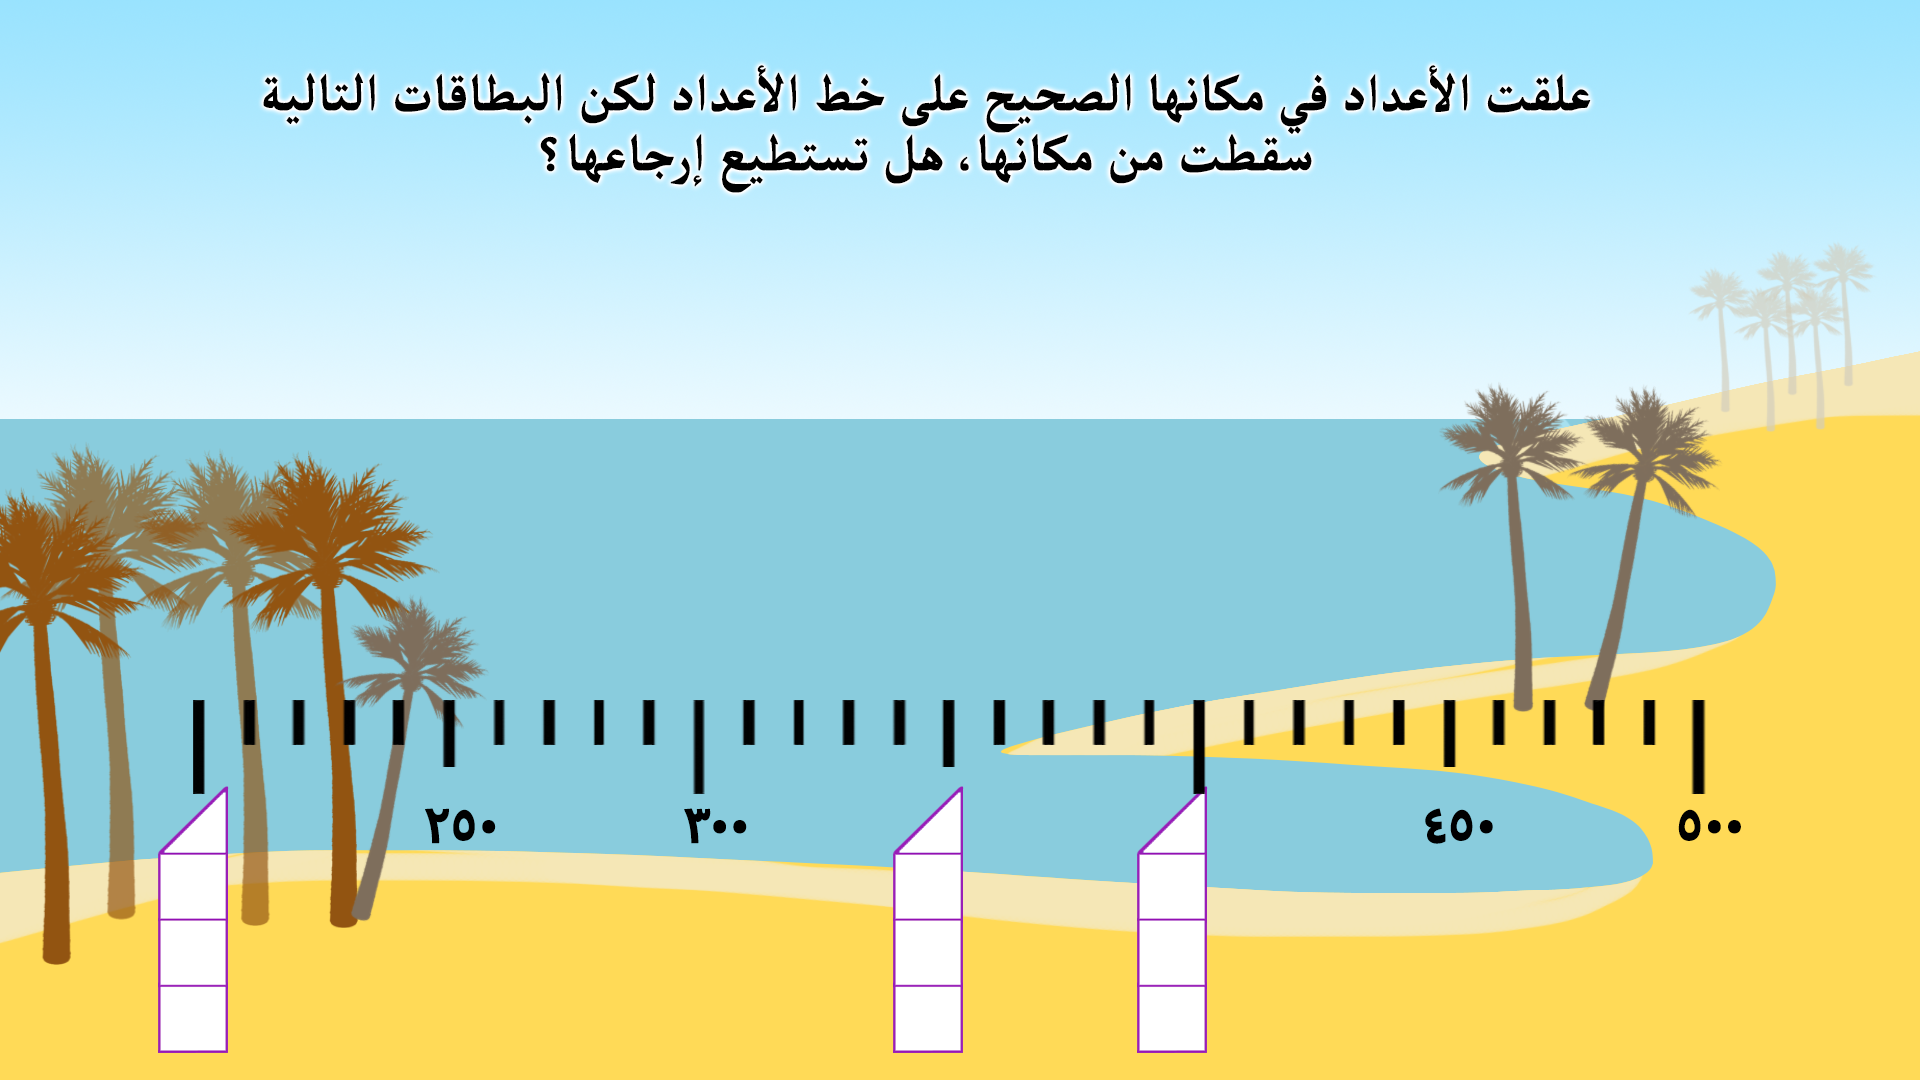 علقت الأعداد في مكانها الصحيح على خط الأعداد لكن البطاقات التالية
سقطت من مكانها، هل تستطيع إرجاعها؟
٢٥٠ ٣٠٠ ٤٥٠ ٥٠٠